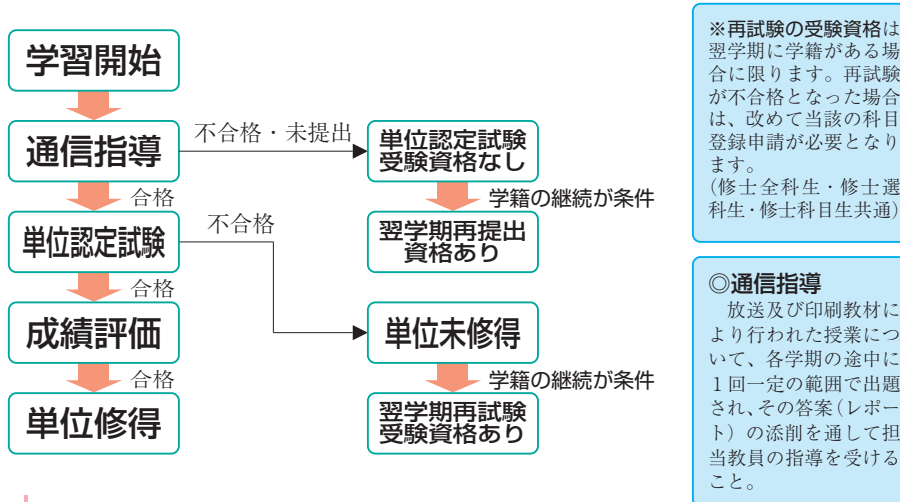 学習開始
通信指導
不合格・未提出
単位認定試験
受験資格なし
合格
学籍の継続が条件
単位認定試験
不合格
翌学期再提出
資格あり
合格
成績評価
単位未修得
合格
学籍の継続が条件
単位修得
翌学期再試験
受験資格あり
※再試験の受験資格は
翌学期に学籍がある場
合に限ります。再試験
が不合格となった場合
は、改めて当該の科目
登録申請が必要となり
ます。
(修士全科生・修士選
科生・修士科目生共通)
◎通信指導
放送及び印刷教材に
より行われた授業につ
いて、各学期の途中に
１回一定の範囲で出題
され、その答案(レポー
ト）の添削を通して担
当教員の指導を受ける
こと。